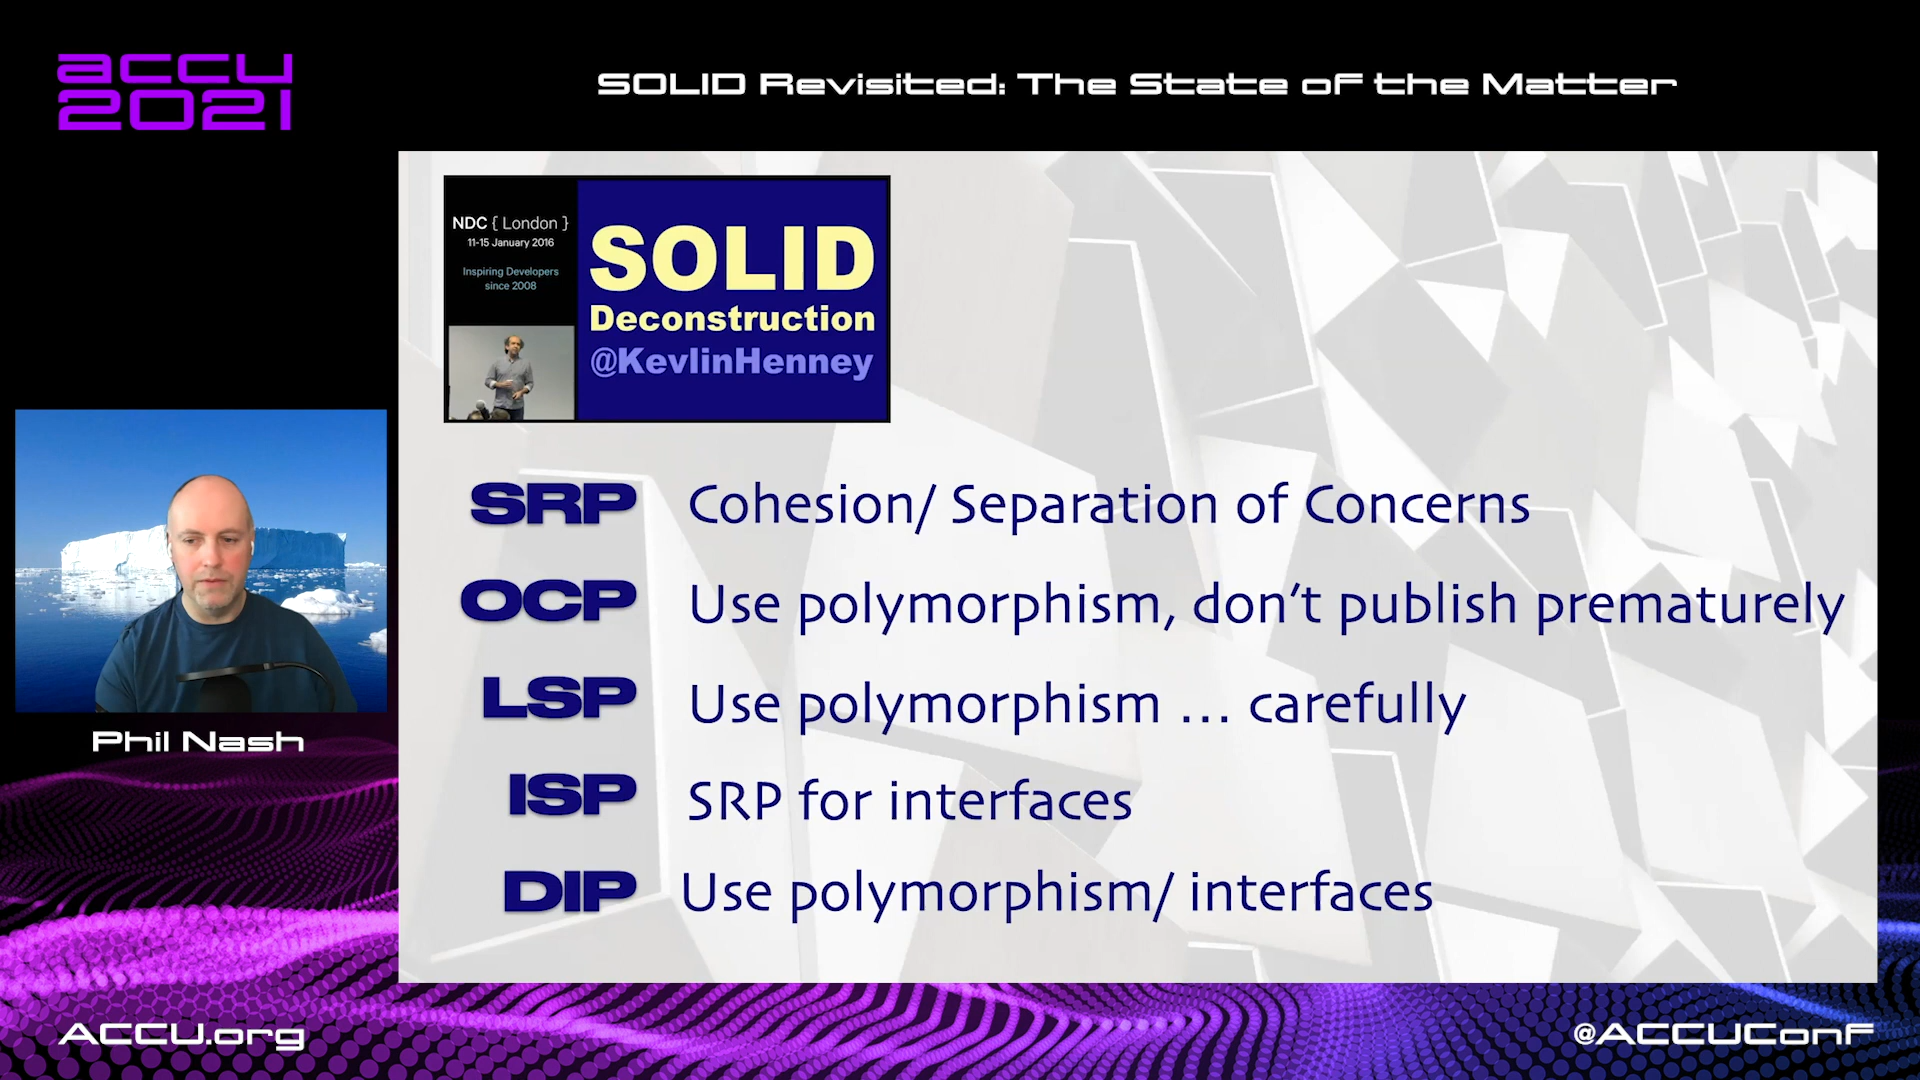 accu
2021
SOLID Revisited: The State of the Matter
NDC { London }
11-15 January 2016
Inspiring Developers
since 2008
SOLID
Deconstruction
@KevlinHenney
SRP Cohesion/ Separation of Concerns
OCP Use polymorphism, don’t publish prematurely
LSP Use polymorphism … carefully
ISP SRP for interfaces
DIP Use polymorphism/ interfaces
Phil Nash
ACCU.org
@ACCUConf